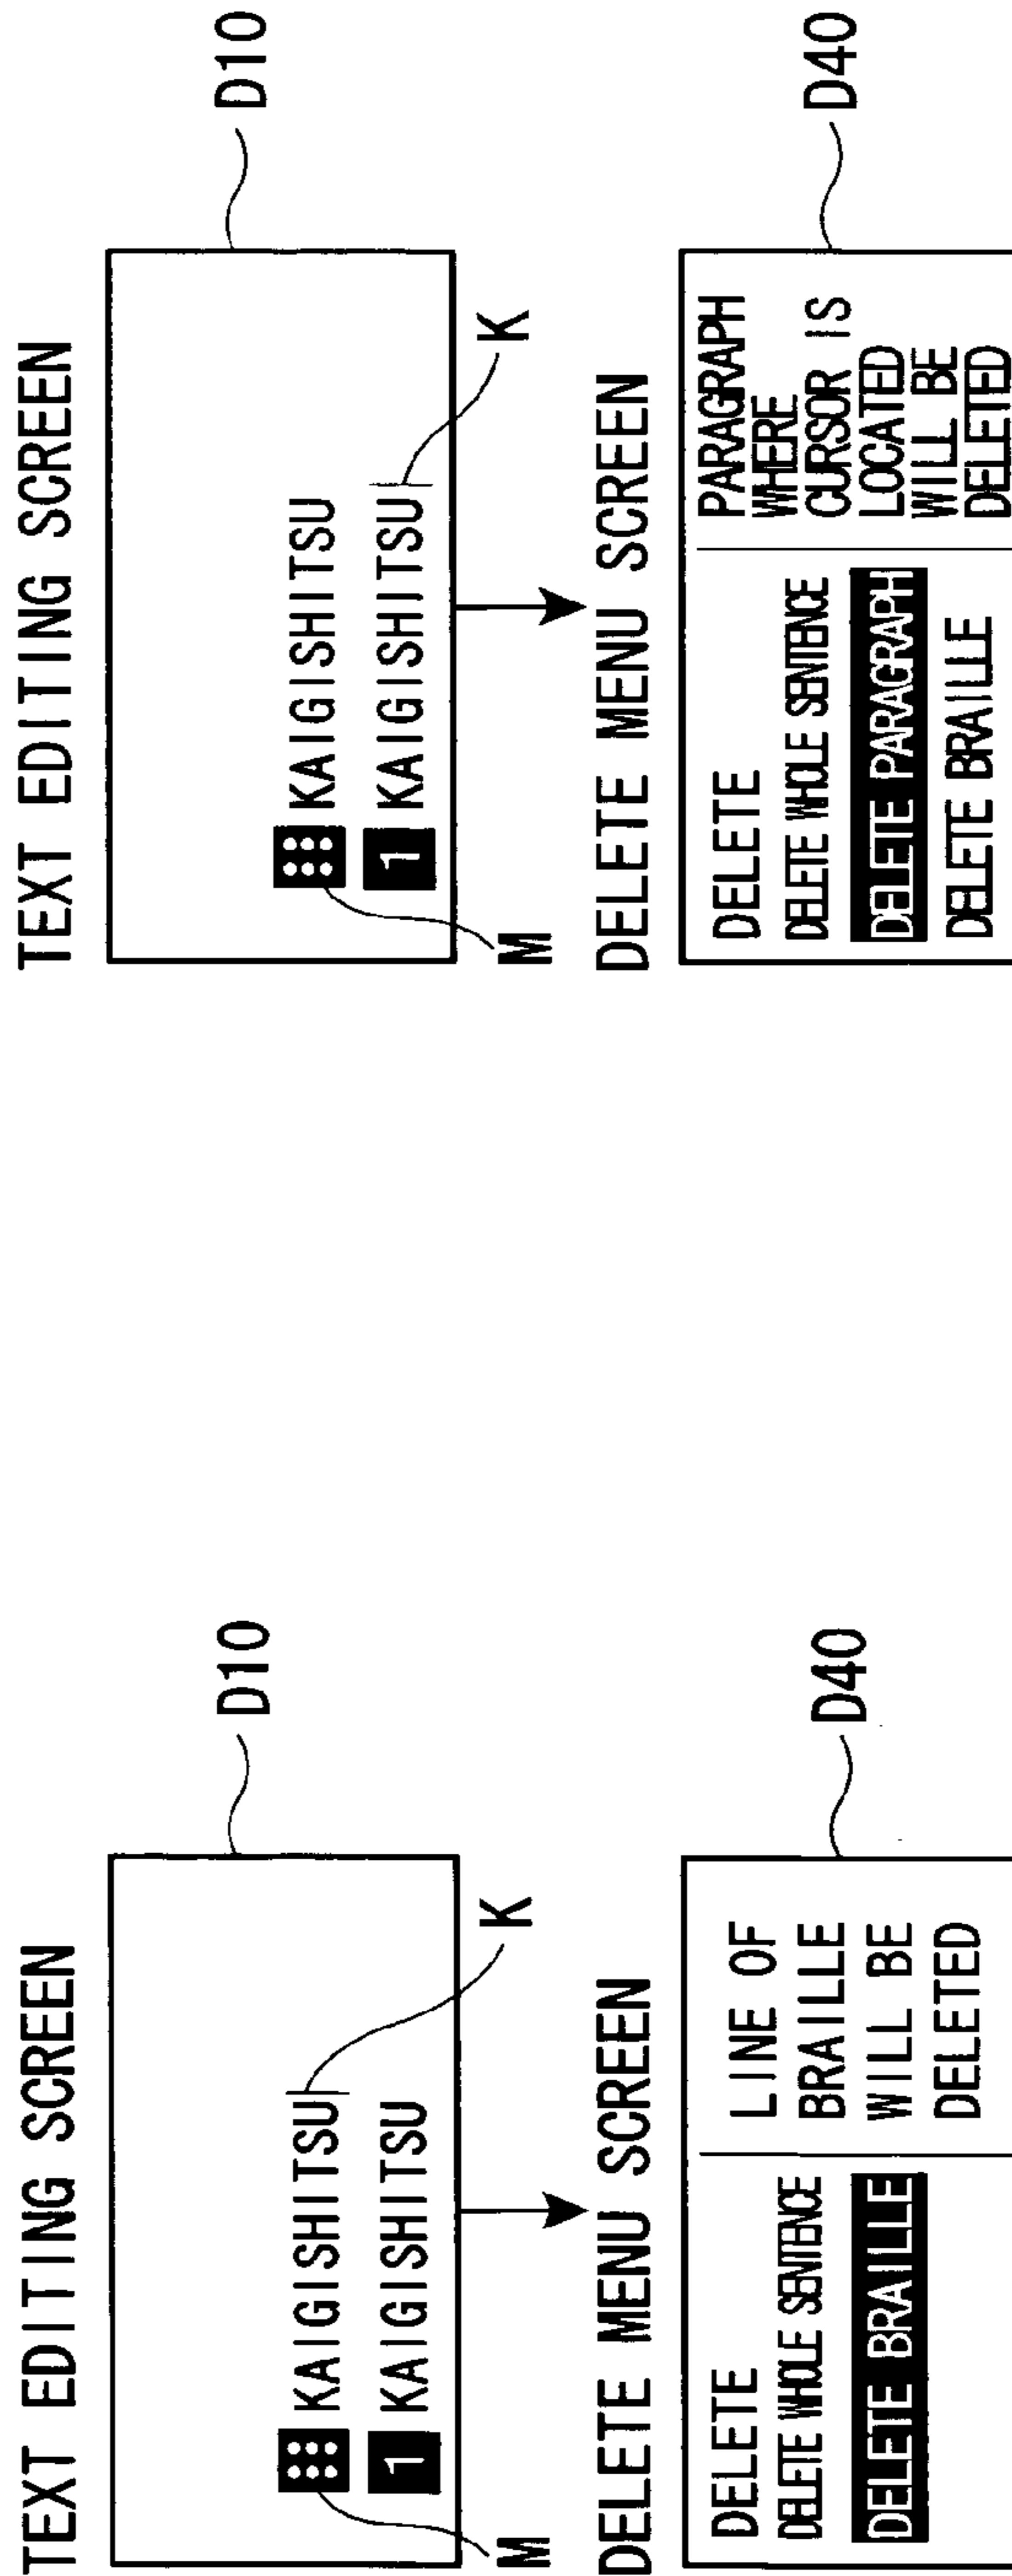 TEXT EDITING SCREEN
D10
KAIGISHITSU
1 KAIGISHITSU
K
M
DELETE MENU SCREEN
D40
DELETE
DELETE WHOLE SENTENCE
DELETE BRAILLE
LINE OF
BRAILLE
WILL BE
DELETED
TEXT EDITING SCREEN
D10
KAIGISHITSU
1 KAIGISHITSU
K
M
DELETE MENU SCREEN
D40
DELETE
DELETE WHOLE SENTENCE
DELETE PARAGRAPH
DELETE BRAILLE
PARAGRAPH
WHERE
CURSOR IS
LOCATED
WILL BE
DELETED